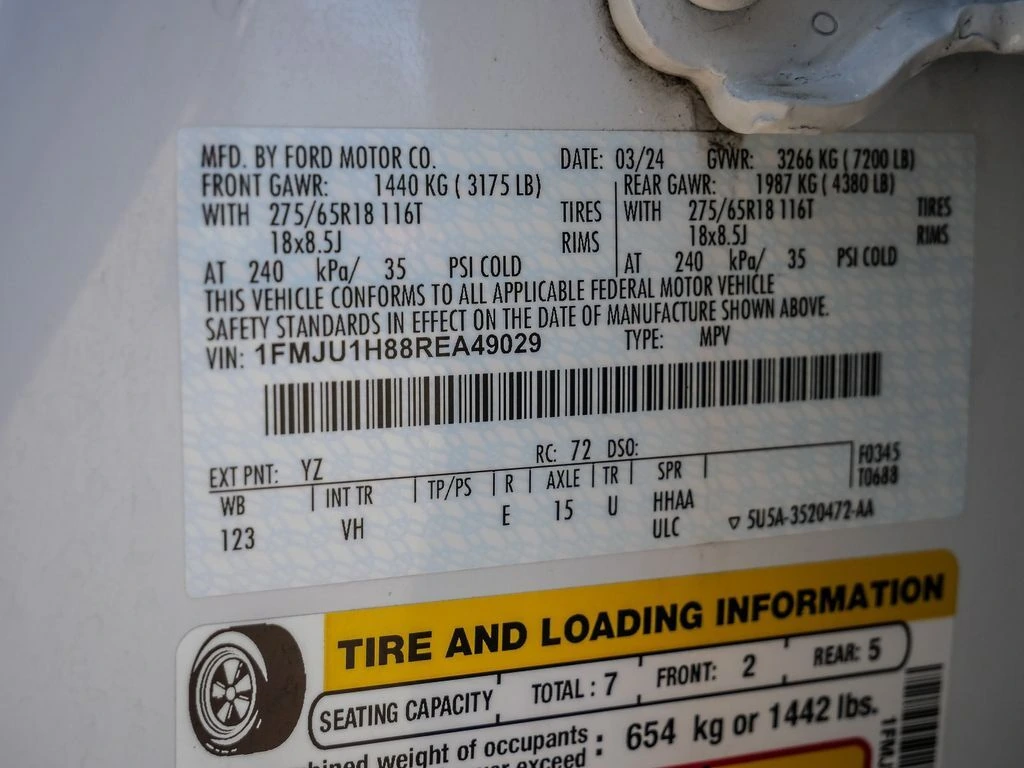 MFD. BY FORD MOTOR CO. DATE: 03/24 GVWR: 3266 KG ( 7200 LB)
FRONT GAWR: 1440 KG ( 3175 LB) REAR GAWR: 1987 KG ( 4380 LB)
WITH 275/65R18 116T TIRES WITH 275/65R18 116T TIRES
18x8.5J RIMS 18x8.5J RIMS
AT 240 kPa/ 35 PSI COLD AT 240 kPa/ 35 PSI COLD
THIS VEHICLE CONFORMS TO ALL APPLICABLE FEDERAL MOTOR VEHICLE
SAFETY STANDARDS IN EFFECT ON THE DATE OF MANUFACTURE SHOWN ABOVE.
VIN: 1FMJU1H88REA49029 TYPE: MPV
EXT PNT: YZ RC: 72 DSO: F0345
WB INT TR TP/PS R AXLE TR SPR T0688
123 VH E 15 U HHAA
ULC ▽ 5U5A-3520472-AA
TIRE AND LOADING INFORMATION
SEATING CAPACITY TOTAL : 7 FRONT: 2 REAR: 5
weight of occupants : 654 kg or 1442 lbs.
exceed
1FMJ